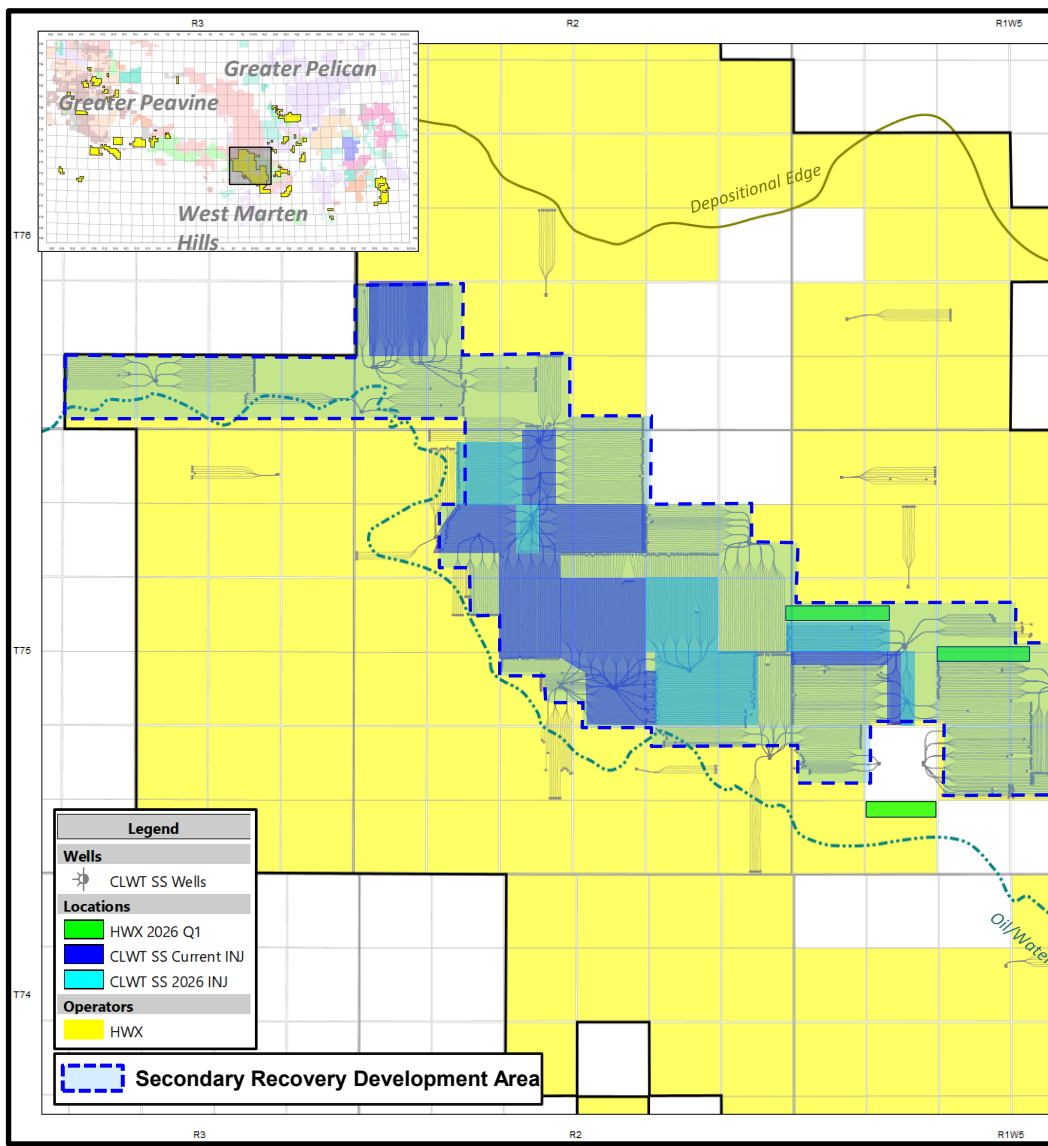 R3
R2
R1W5
Greater Pelican
Greater Peavine
West Marten
Hills
Depositional Edge
T76
T75
Oil/Water
T74
Legend
Wells
CLWT SS Wells
Locations
HWX 2026 Q1
CLWT SS Current INJ
CLWT SS 2026 INJ
Operators
HWX
Secondary Recovery Development Area
R3
R2
R1W5